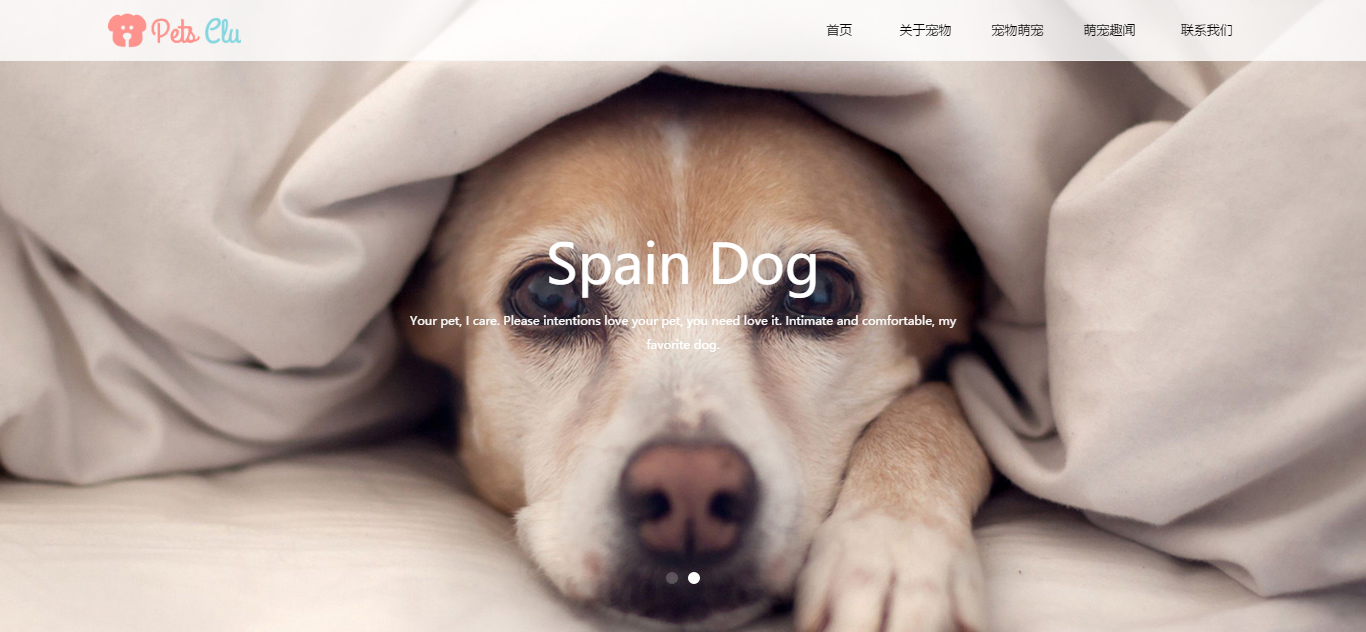 Pets Clu
首页 关于宠物 宠物萌宠 萌宠趣闻 联系我们
Spain Dog
Your pet, I care. Please intentions love your pet, you need love it. Intimate and comfortable, my
favorite dog.